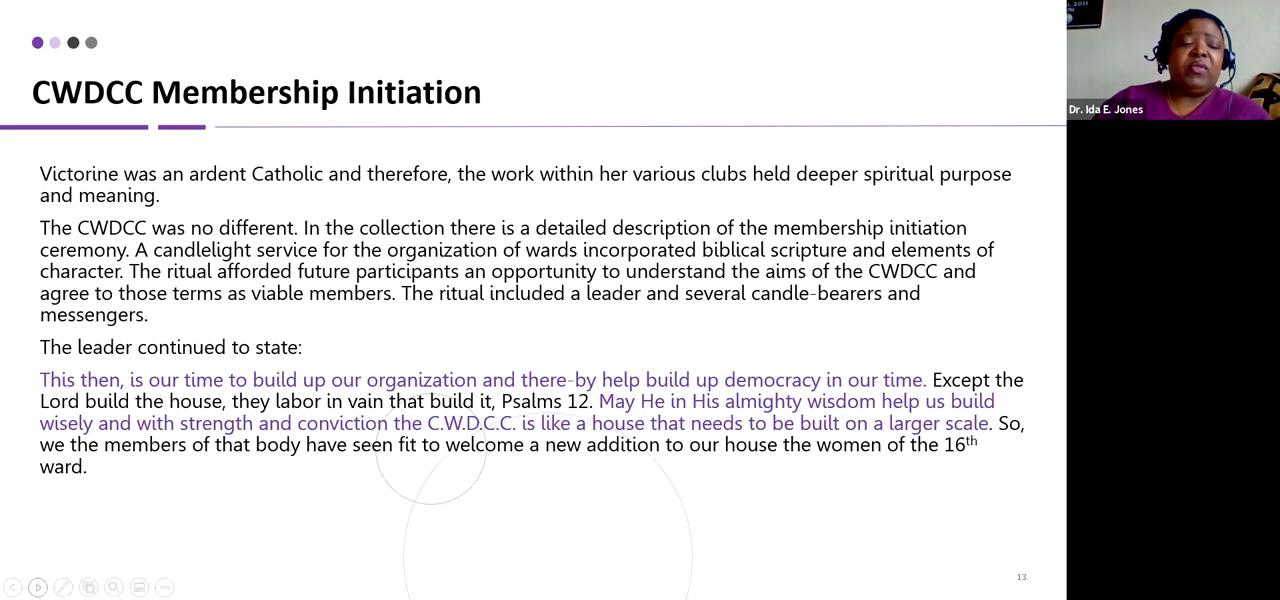 CWDCC Membership Initiation
Victorine was an ardent Catholic and therefore, the work within her various clubs held deeper spiritual purpose
and meaning.
The CWDCC was no different. In the collection there is a detailed description of the membership initiation
ceremony. A candlelight service for the organization of wards incorporated biblical scripture and elements of
character. The ritual afforded future participants an opportunity to understand the aims of the CWDCC and
agree to those terms as viable members. The ritual included a leader and several candle-bearers and
messengers.
The leader continued to state:
This then, is our time to build up our organization and there-by help build up democracy in our time. Except the
Lord build the house, they labor in vain that build it, Psalms 12. May He in His almighty wisdom help us build
wisely and with strength and conviction the C.W.D.C.C. is like a house that needs to be built on a larger scale. So,
we the members of that body have seen fit to welcome a new addition to our house the women of the 16th
ward.
13
2011
Dr. Ida E. Jones